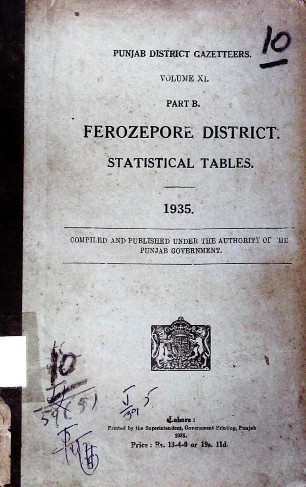 10
PUNJAB DISTRICT GAZETTEERS.
VOLUME XI.
PART B.
FEROZEPORE DISTRICT.
STATISTICAL TABLES.
1935.
COMPILED AND PUBLISHED UNDER THE AUTHORITY OF THE
PUNJAB GOVERNMENT.
10
Lahore :
Printed by the Superintendent, Government Printing, Punjab
1935.
Price : Rs. 13-4-0 or 19s. 11d.